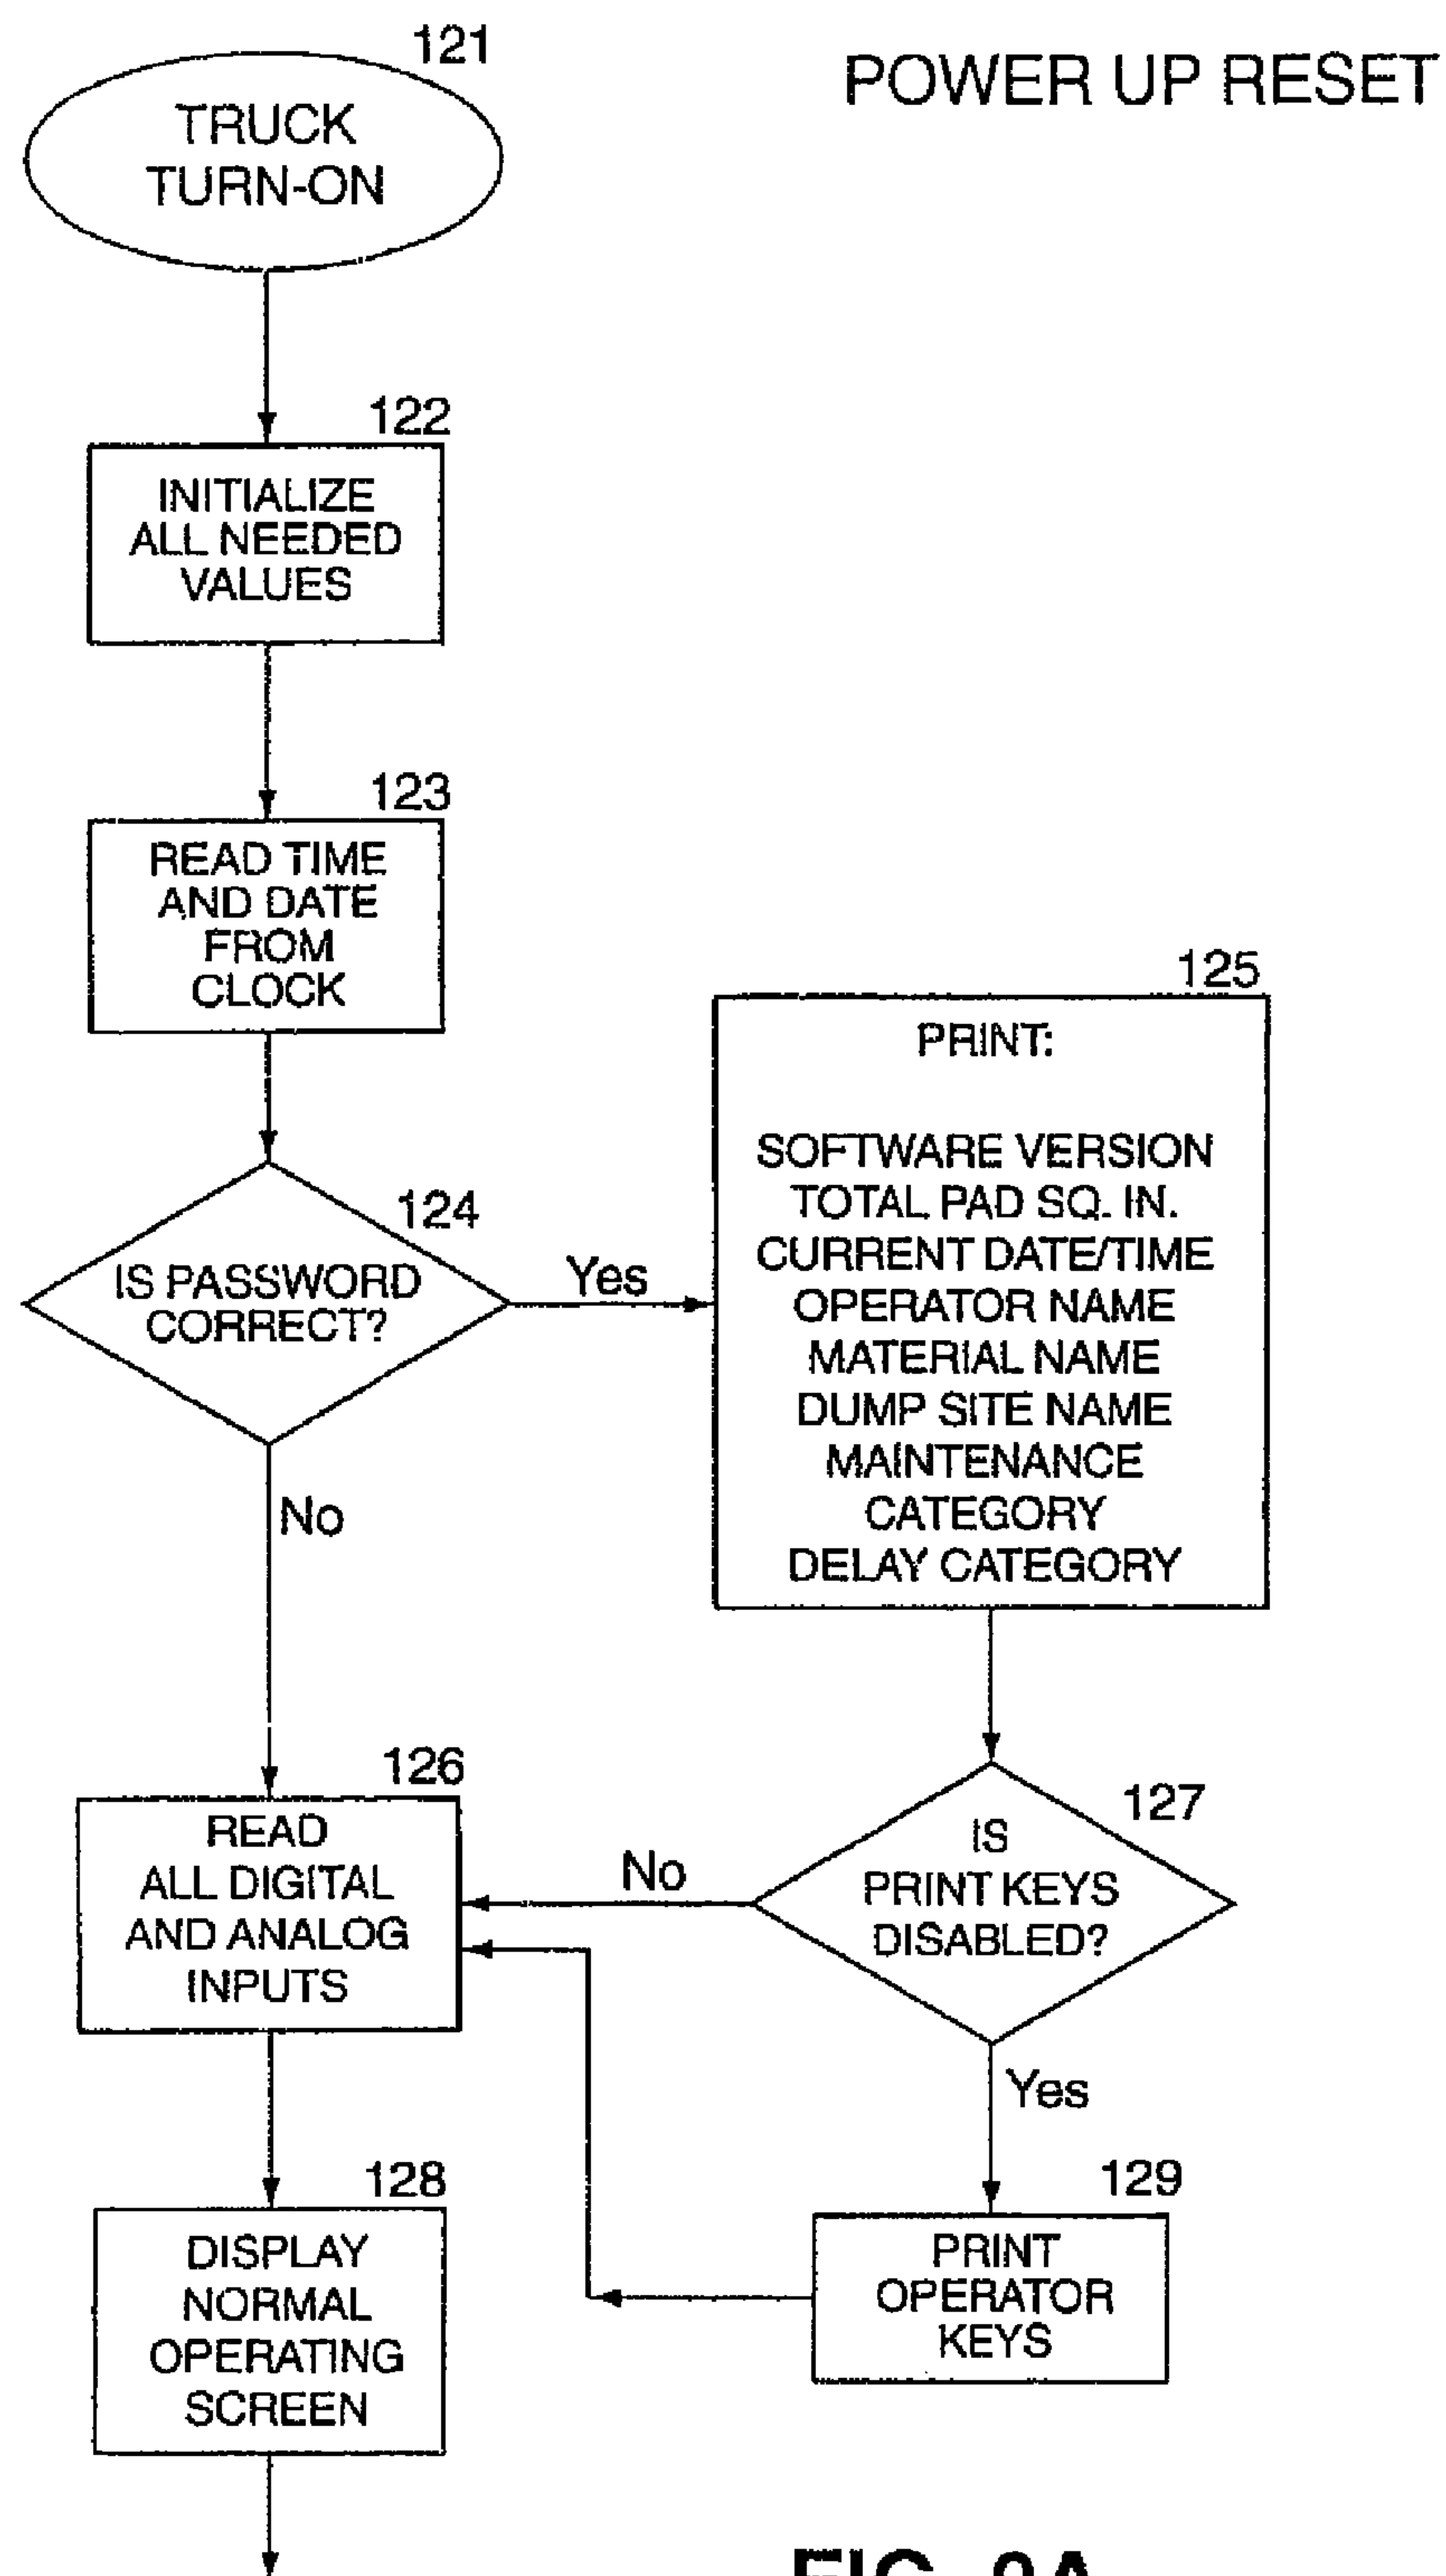 121
POWER UP RESET
TRUCK
TURN-ON
122
INITIALIZE
ALL NEEDED
VALUES
123
READ TIME
AND DATE
FROM
CLOCK
124
IS PASSWORD
CORRECT?
Yes
No
125
PRINT:
SOFTWARE VERSION
TOTAL PAD SQ. IN.
CURRENT DATE/TIME
OPERATOR NAME
MATERIAL NAME
DUMP SITE NAME
MAINTENANCE
CATEGORY
DELAY CATEGORY
126
READ
ALL DIGITAL
AND ANALOG
INPUTS
No
127
IS
PRINT KEYS
DISABLED?
Yes
128
DISPLAY
NORMAL
OPERATING
SCREEN
129
PRINT
OPERATOR
KEYS
FIG.